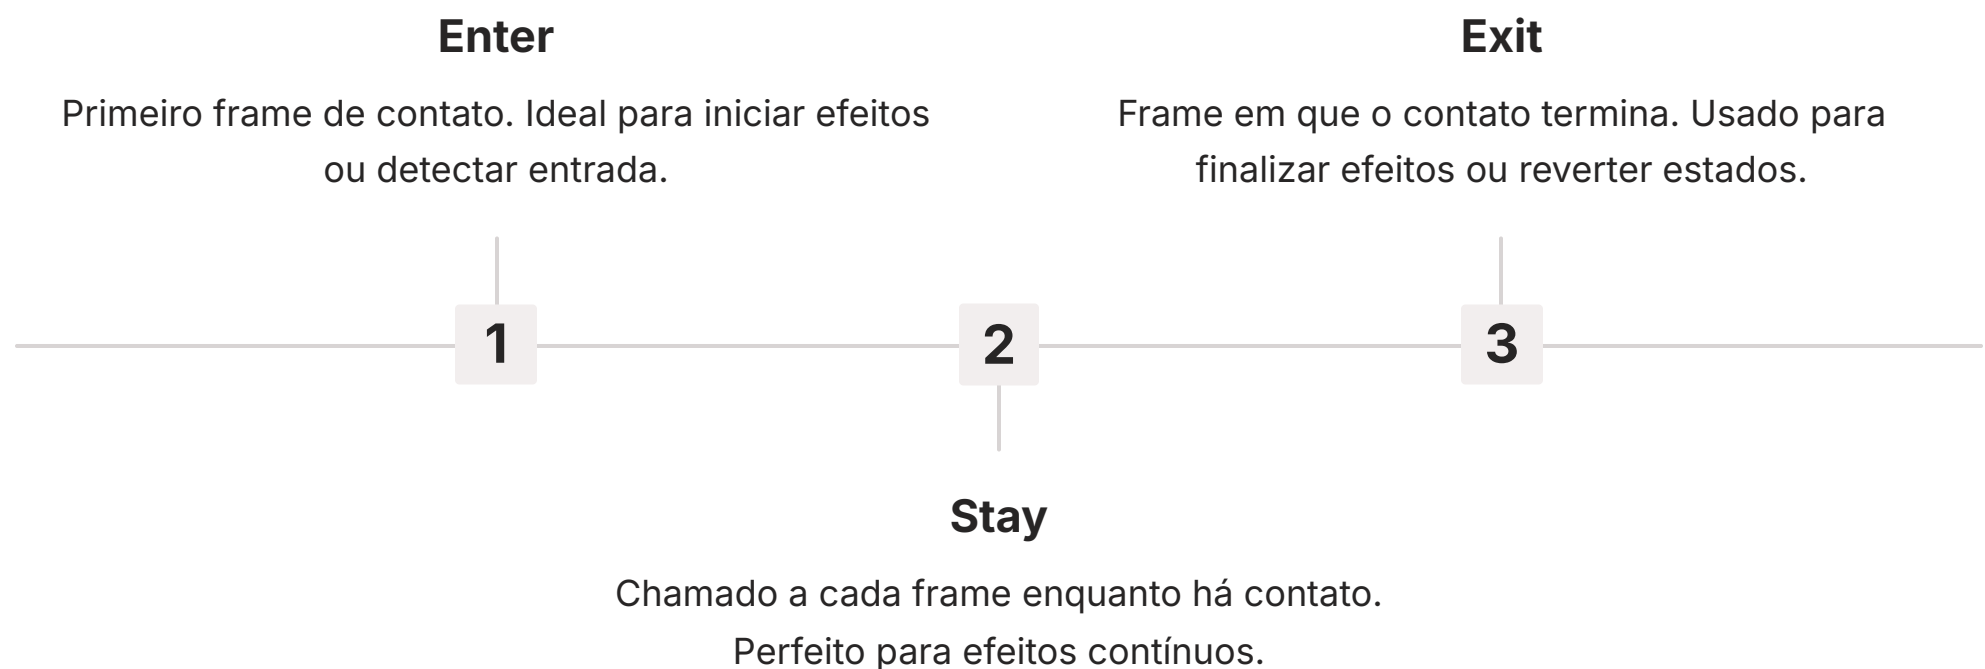 Enter
Primeiro frame de contato. Ideal para iniciar efeitos
ou detectar entrada.
Exit
Frame em que o contato termina. Usado para
finalizar efeitos ou reverter estados.
1
2
3
Stay
Chamado a cada frame enquanto há contato.
Perfeito para efeitos contínuos.